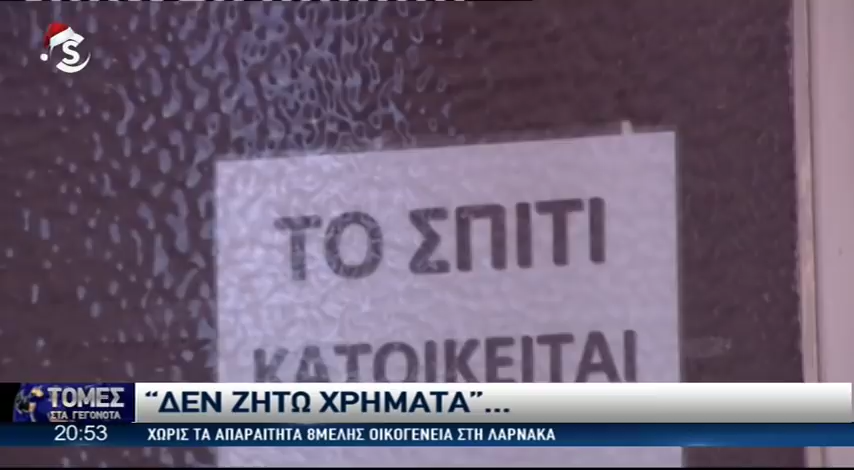 S
ΤΟ ΣΠΙΤΙ
ΚΑΤΟΙΚΕΙΤΑΙ
ΤΟΜΕΣ
ΣΤΑ ΓΕΓΟΝΟΤΑ
“ΔΕΝ ΖΗΤΩ ΧΡΗΜΑΤΑ”...
20:53
ΧΩΡΙΣ ΤΑ ΑΠΑΡΑΙΤΗΤΑ 8ΜΕΛΗΣ ΟΙΚΟΓΕΝΕΙΑ ΣΤΗ ΛΑΡΝΑΚΑ